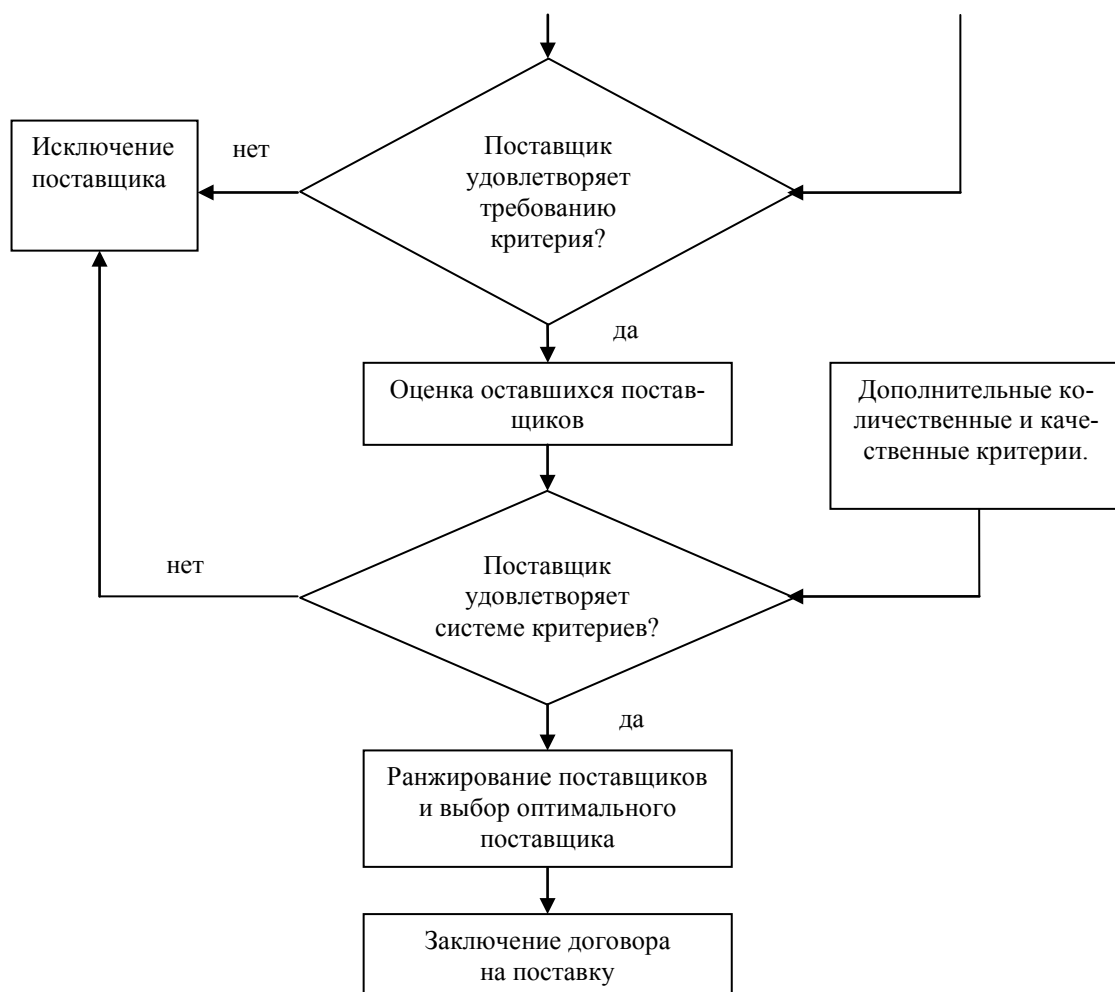 Исключение
поставщика
нет
Поставщик
удовлетворяет
требованию
критерия?
да
Оценка оставшихся постав-
щиков
Дополнительные ко-
личественные и каче-
ственные критерии.
нет
Поставщик
удовлетворяет
системе критериев?
да
Ранжирование поставщиков
и выбор оптимального
поставщика
Заключение договора
на поставку